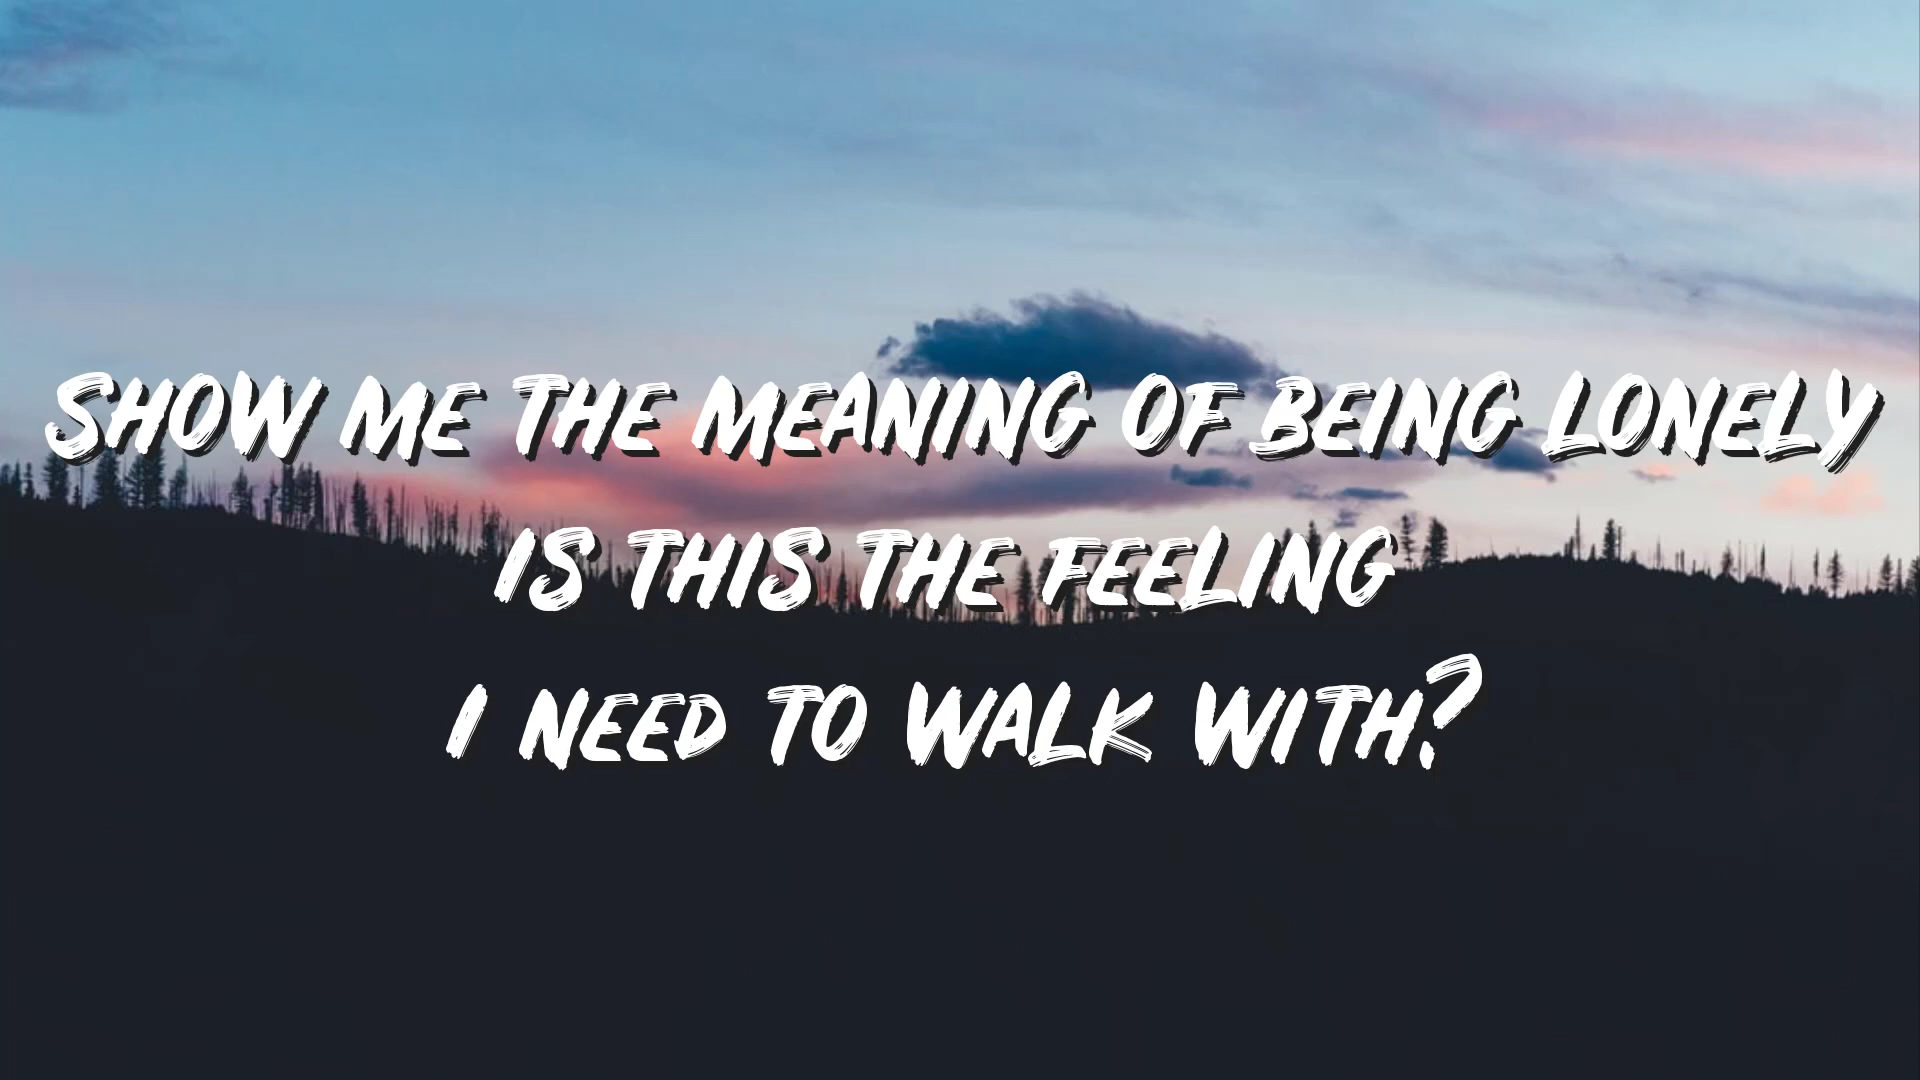 SHOW ME THE MEANING OF BEING LONELY
IS THIS THE FEELING
I NEED TO WALK WITH?